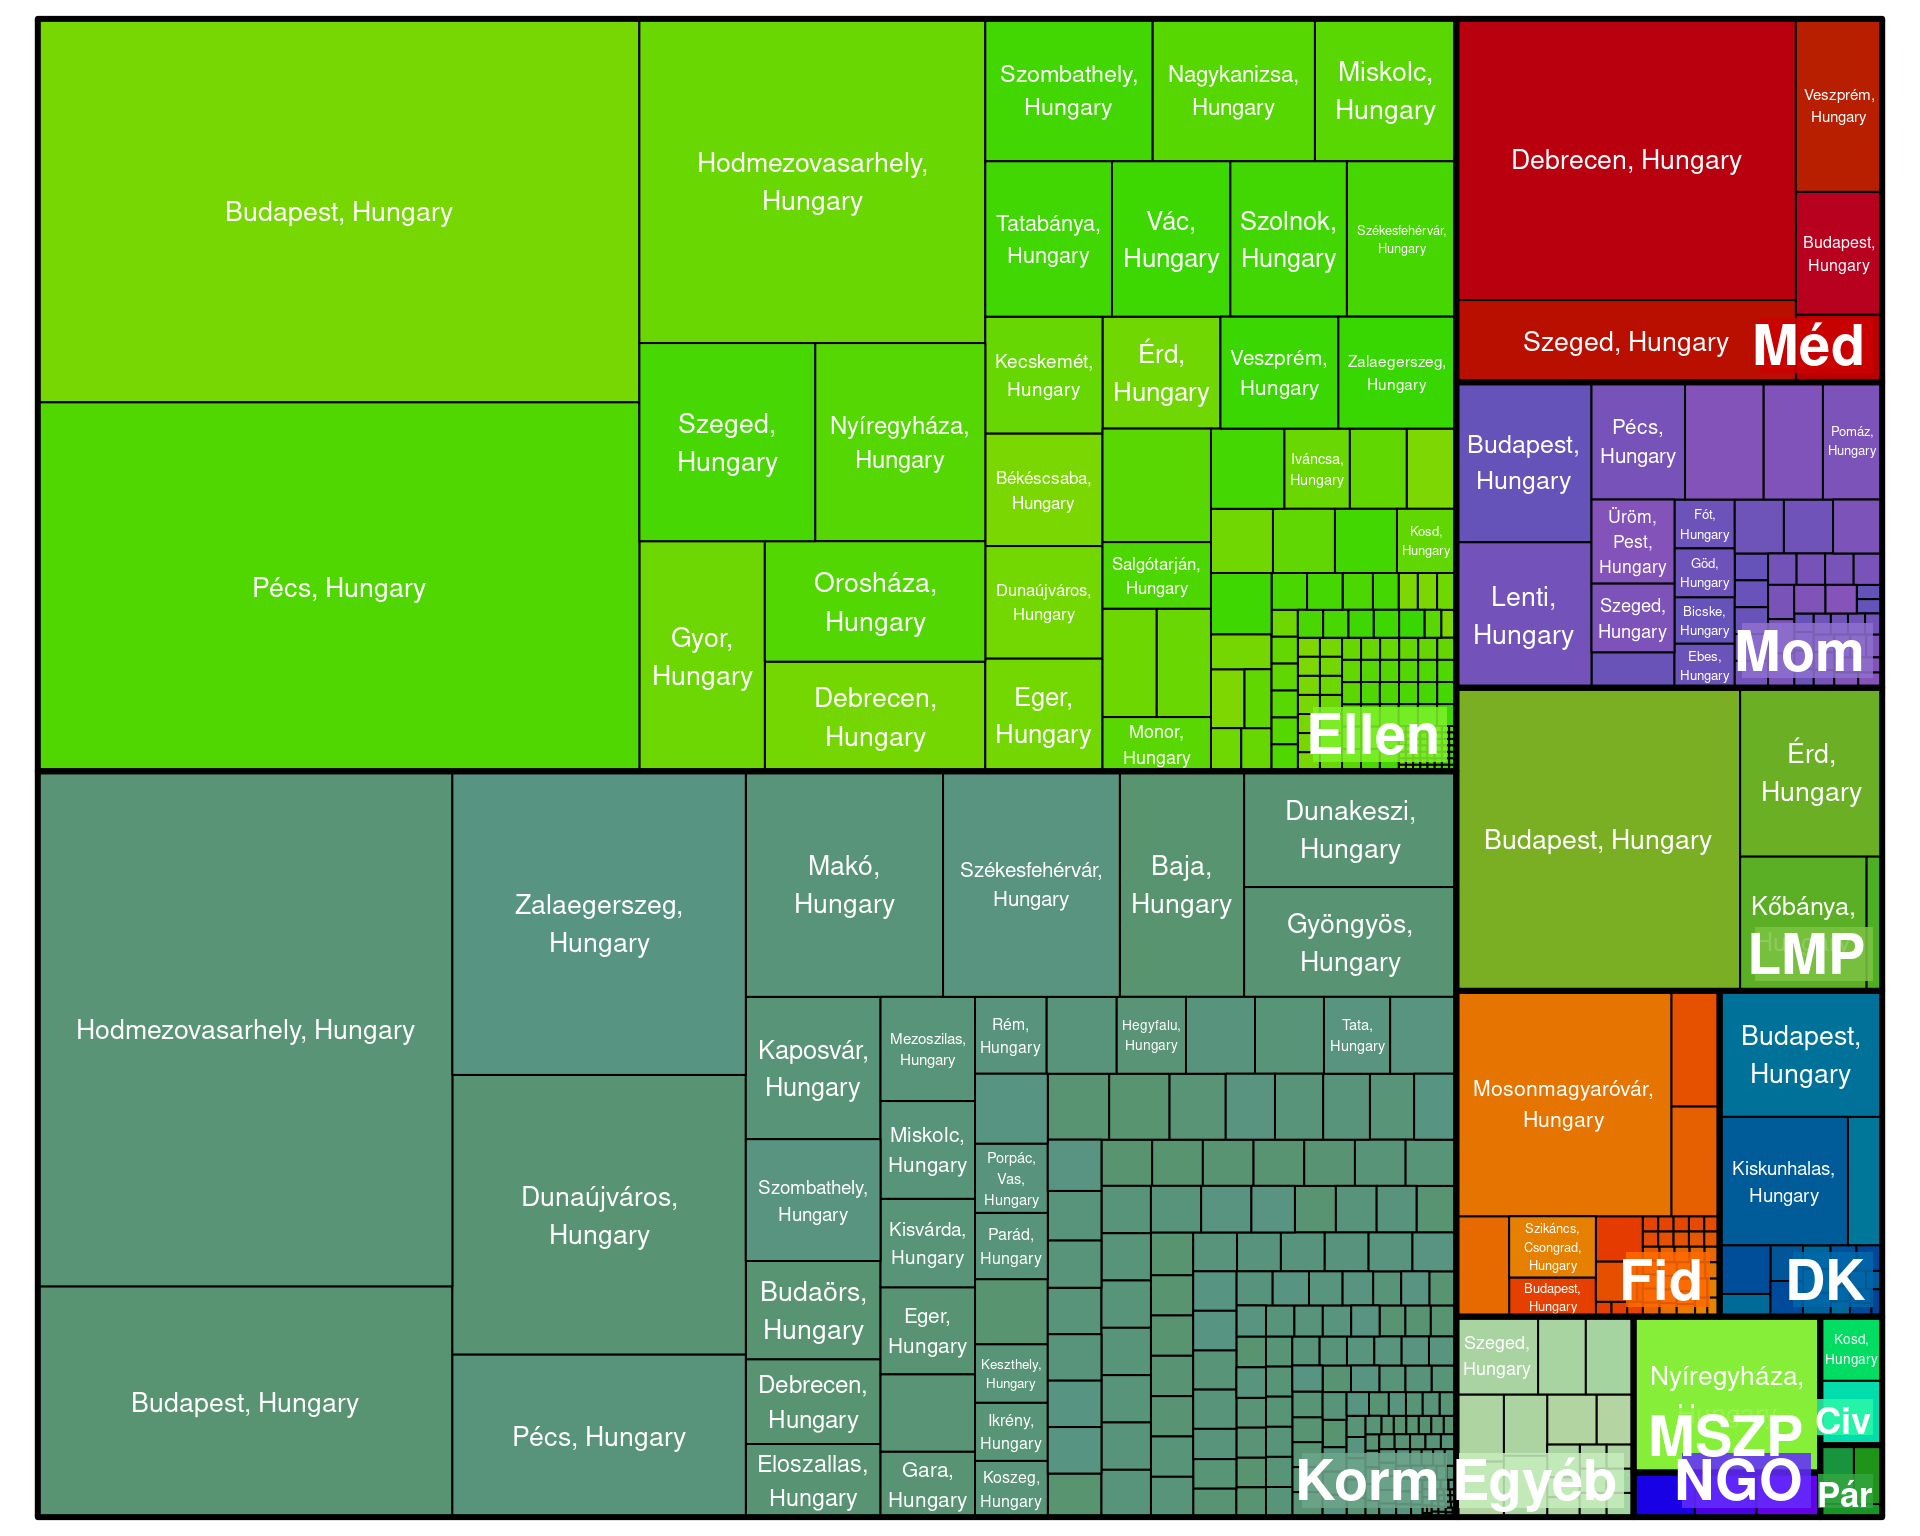 Budapest, Hungary
Pécs, Hungary
Hodmezovasarhely,
Hungary
Szeged,
Hungary
Nyíregyháza,
Hungary
Gyor,
Hungary
Orosháza,
Hungary
Debrecen,
Hungary
Szombathely,
Hungary
Nagykanizsa,
Hungary
Miskolc,
Hungary
Tatabánya,
Hungary
Vác,
Hungary
Szolnok,
Hungary
Székesfehérvár,
Hungary
Kecskemét,
Hungary
Érd,
Hungary
Veszprém,
Hungary
Zalaegerszeg,
Hungary
Békéscsaba,
Hungary
Dunaújváros,
Hungary
Eger,
Hungary
Iváncsa,
Hungary
Kosd,
Hungary
Salgótarján,
Hungary
Monor,
Hungary
Ellen
Hodmezovasarhely, Hungary
Budapest, Hungary
Zalaegerszeg,
Hungary
Dunaújváros,
Hungary
Pécs, Hungary
Makó,
Hungary
Székesfehérvár,
Hungary
Baja,
Hungary
Dunakeszi,
Hungary
Gyöngyös,
Hungary
Kaposvár,
Hungary
Szombathely,
Hungary
Budaörs,
Hungary
Debrecen,
Hungary
Eloszallas,
Hungary
Mezoszilas,
Hungary
Miskolc,
Hungary
Kisvárda,
Hungary
Eger,
Hungary
Gara,
Hungary
Rém,
Hungary
Hegyfalu,
Hungary
Tata,
Hungary
Porpác,
Vas,
Hungary
Parád,
Hungary
Keszthely,
Hungary
Ikrény,
Hungary
Koszeg,
Hungary
Korm
Debrecen, Hungary
Veszprém,
Hungary
Budapest,
Hungary
Szeged, Hungary
Méd
Budapest,
Hungary
Lenti,
Hungary
Pécs,
Hungary
Pomáz,
Hungary
Üröm,
Pest,
Hungary
Szeged,
Hungary
Fót,
Hungary
Göd,
Hungary
Bicske,
Hungary
Ebes,
Hungary
Mom
Budapest, Hungary
Érd,
Hungary
Kőbánya,
Hungary
LMP
Mosonmagyaróvár,
Hungary
Szikáncs,
Csongrad,
Hungary
Budapest,
Hungary
Fid
Budapest,
Hungary
Kiskunhalas,
Hungary
DK
Szeged,
Hungary
Egyéb
Nyíregyháza,
Hungary
MSZP
NGO
Kosd,
Hungary
Civ
Pár